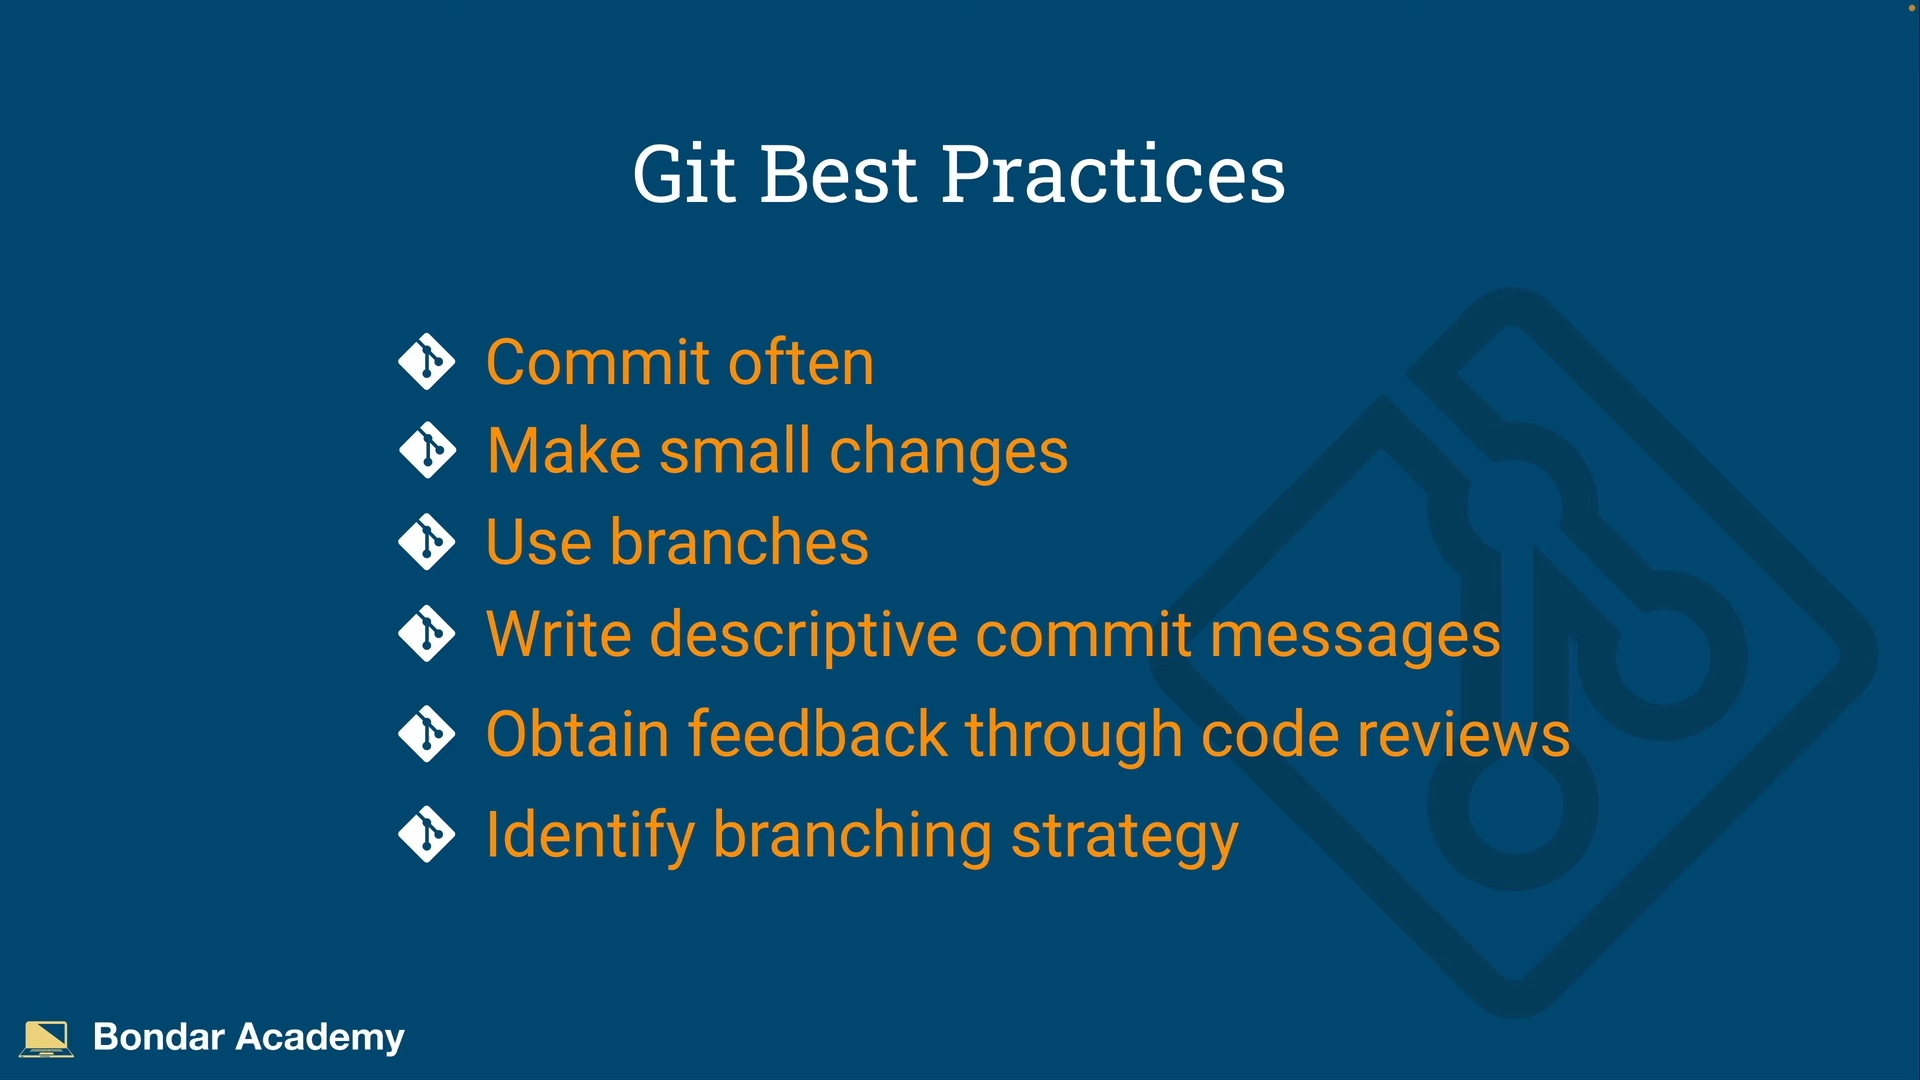 Git Best Practices
Commit often
Make small changes
Use branches
Write descriptive commit messages
Obtain feedback through code reviews
Identify branching strategy
Bondar Academy